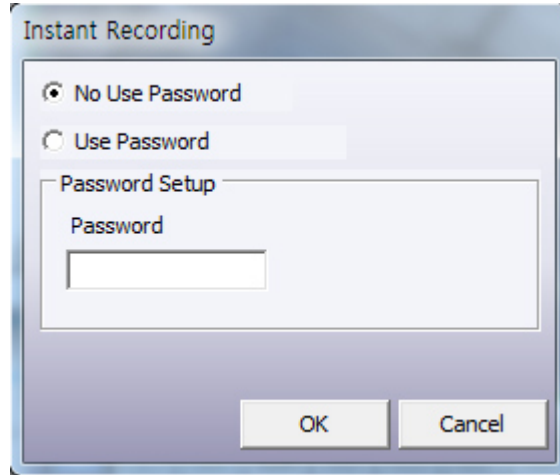 Instant Recording
No Use Password
Use Password
Password Setup
Password
OK Cancel